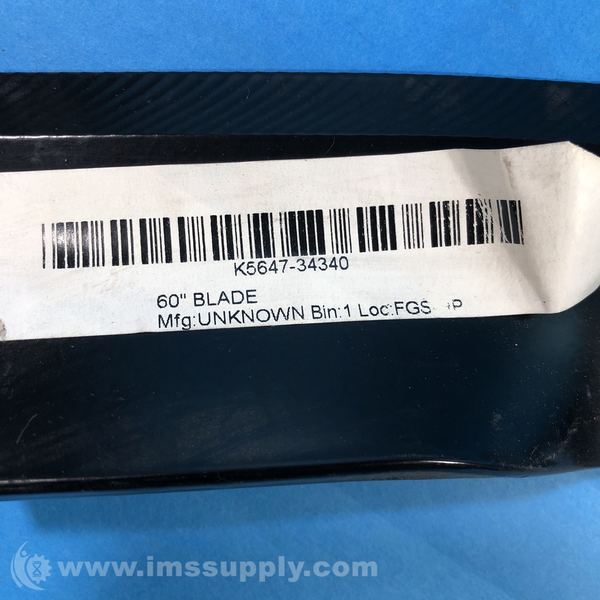 K5647-34340
60" BLADE
Mfg:UNKNOWN Bin:1 Loc:FGS
www.imssupply.com